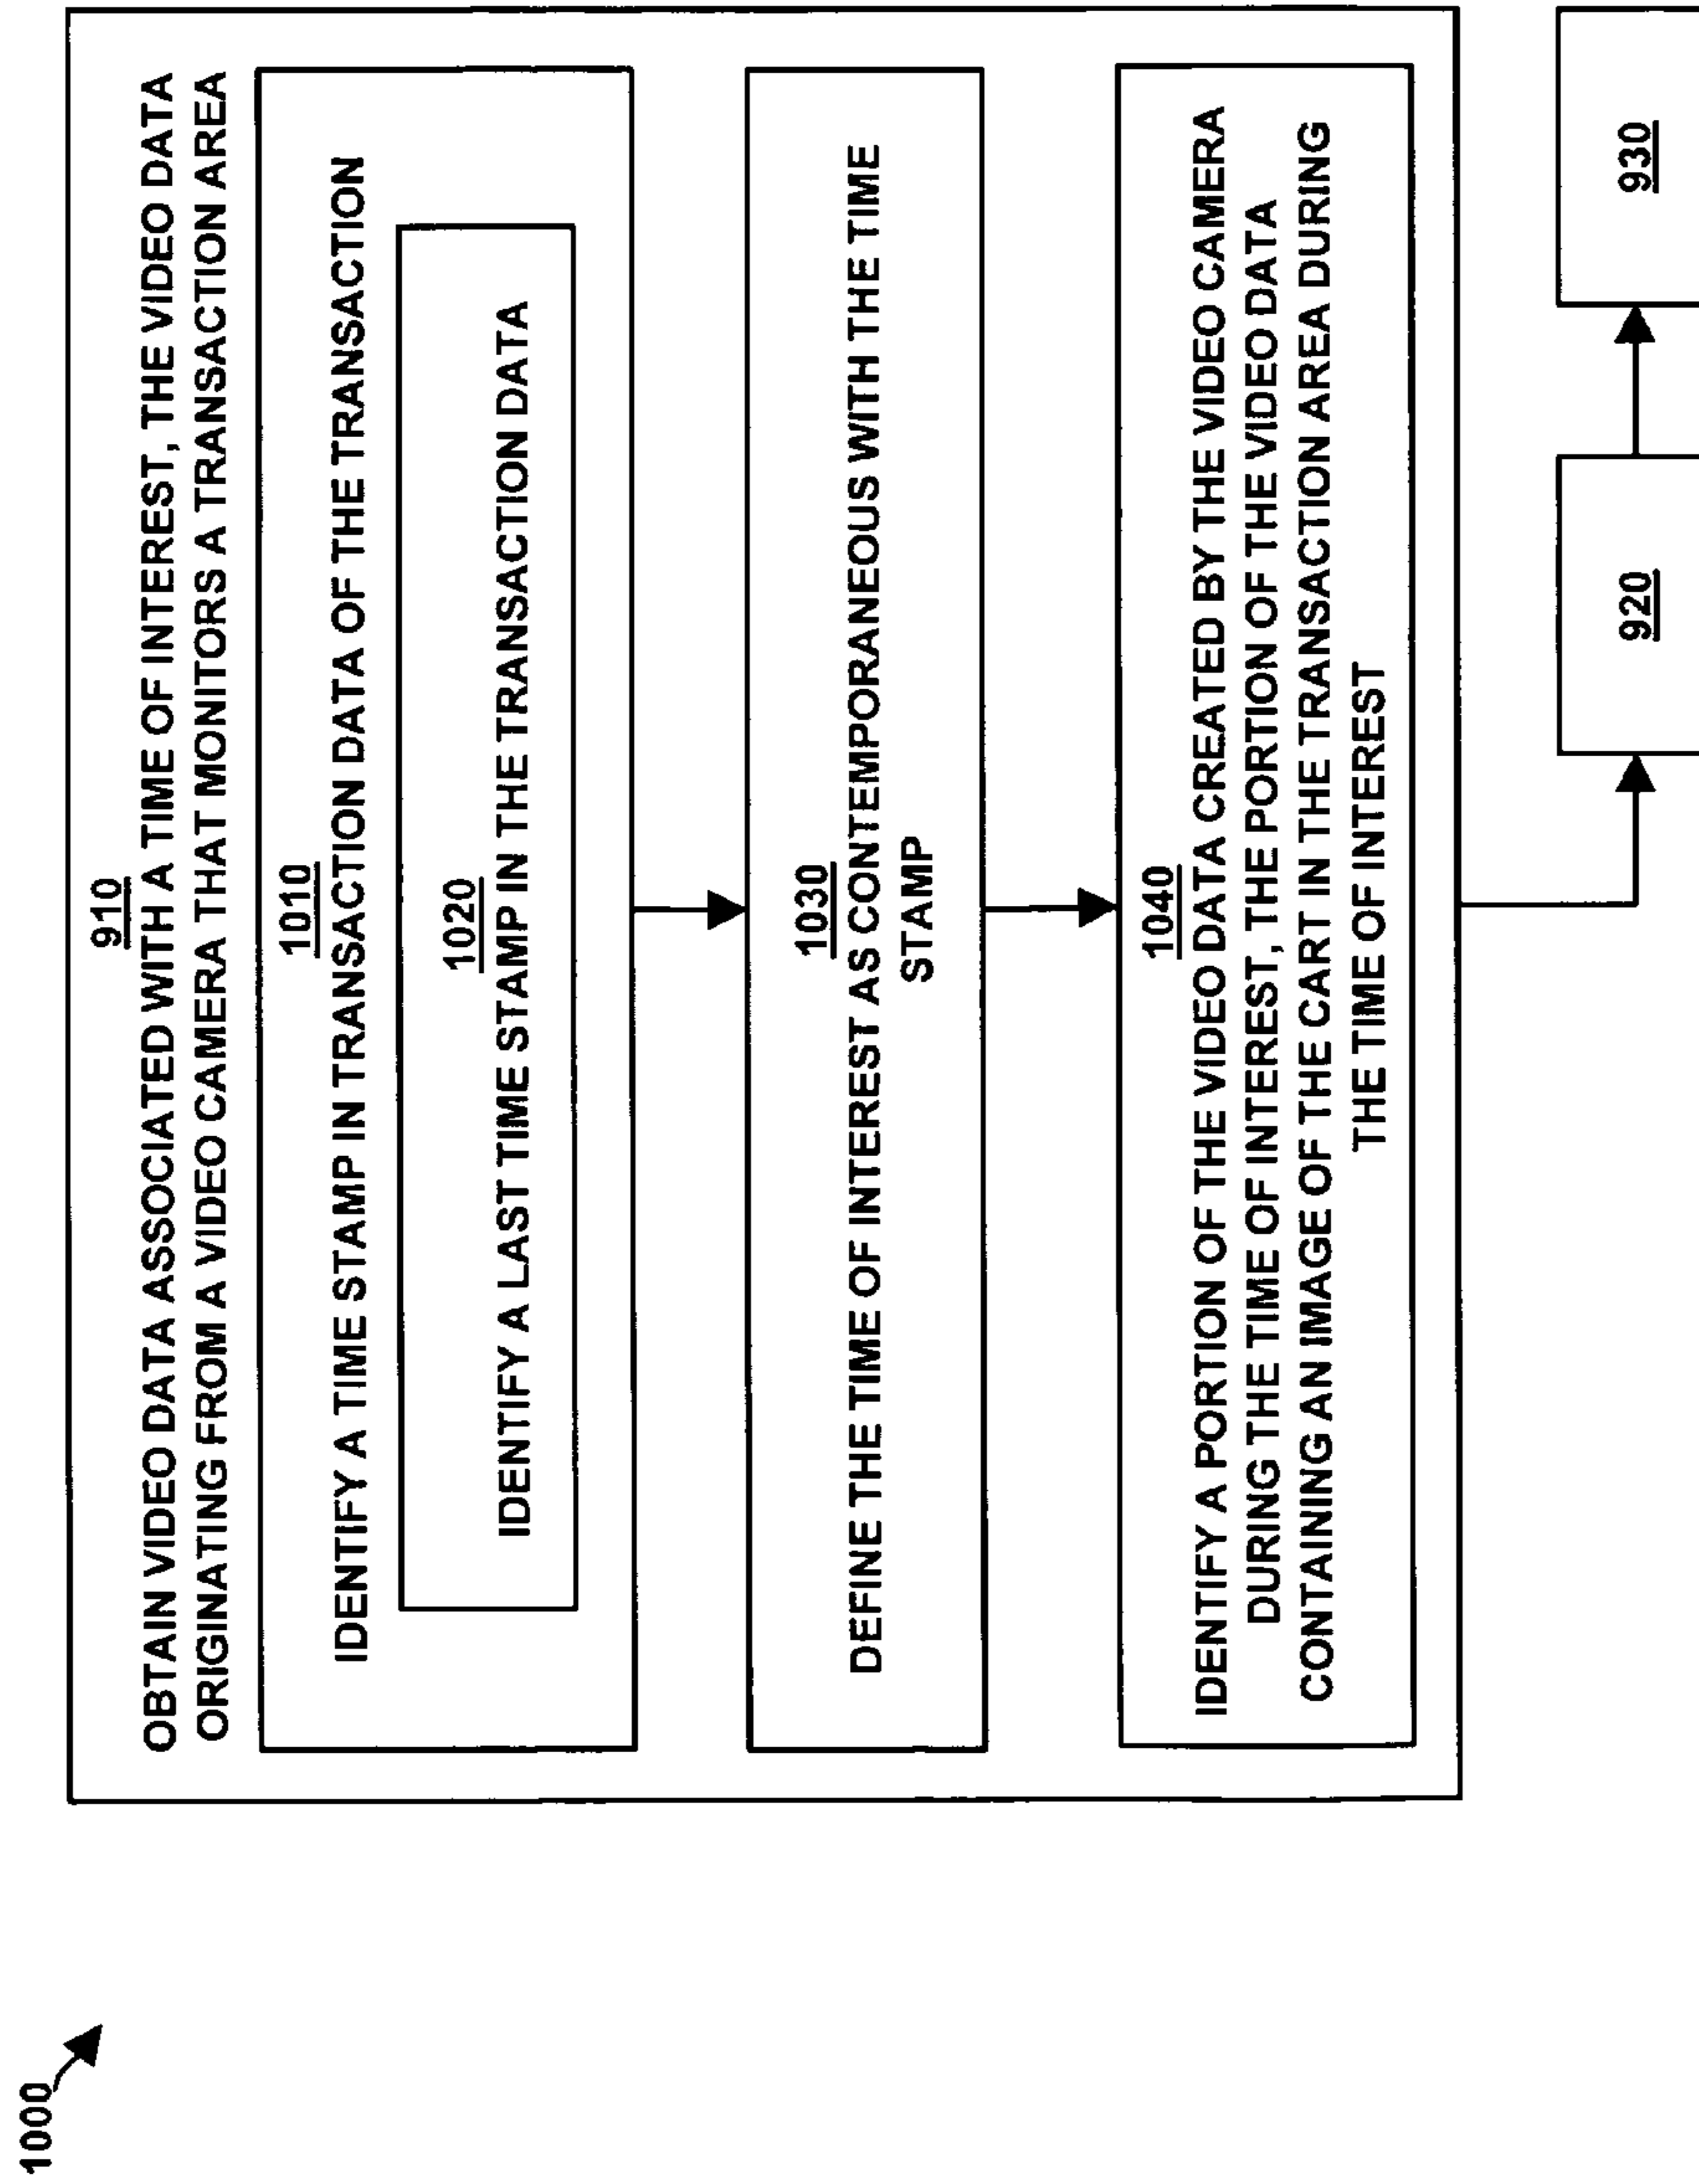 1000
910
OBTAIN VIDEO DATA ASSOCIATED WITH A TIME OF INTEREST, THE VIDEO DATA
ORIGINATING FROM A VIDEO CAMERA THAT MONITORS A TRANSACTION AREA
1010
IDENTIFY A TIME STAMP IN TRANSACTION DATA OF THE TRANSACTION
1020
IDENTIFY A LAST TIME STAMP IN THE TRANSACTION DATA
1030
DEFINE THE TIME OF INTEREST AS CONTEMPORANEOUS WITH THE TIME
STAMP
1040
IDENTIFY A PORTION OF THE VIDEO DATA CREATED BY THE VIDEO CAMERA
DURING THE TIME OF INTEREST, THE PORTION OF THE VIDEO DATA
CONTAINING AN IMAGE OF THE CART IN THE TRANSACTION AREA DURING
THE TIME OF INTEREST
920
930